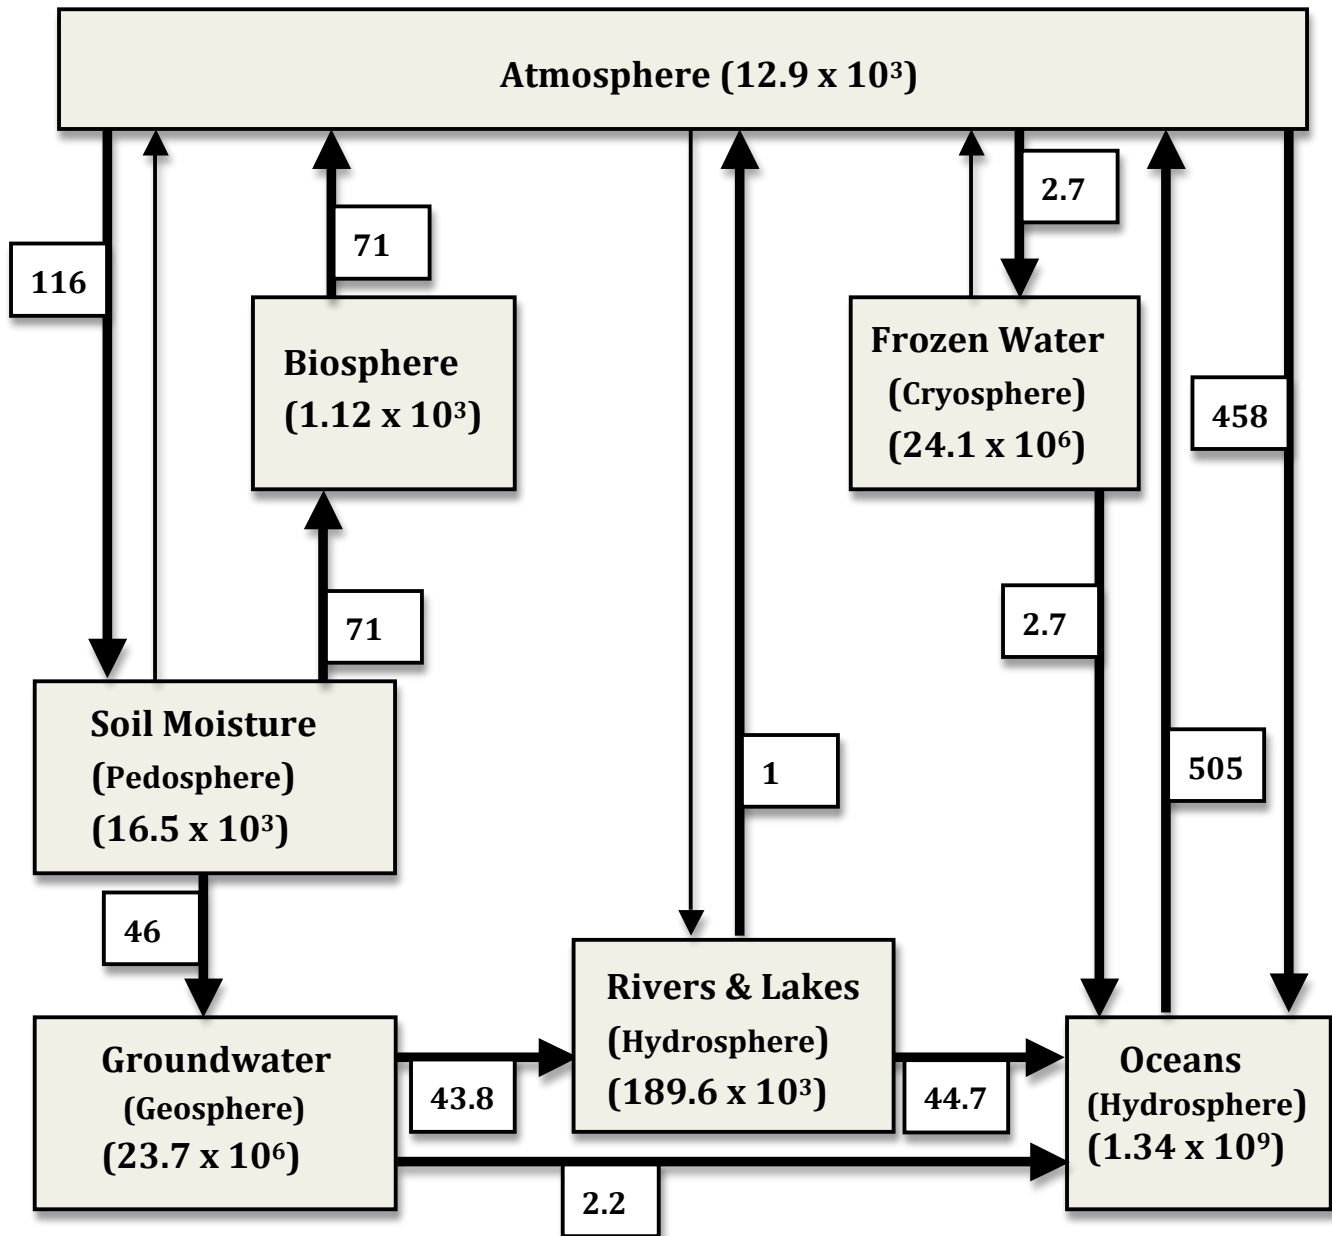 Atmosphere (12.9 x 10³)
2.7
71
116
Biosphere
(1.12 x 10³)
Frozen Water
(Cryosphere)
(24.1 x 10⁶)
458
71
2.7
Soil Moisture
(Pedosphere)
(16.5 x 10³)
1
505
46
Rivers & Lakes
(Hydrosphere)
(189.6 x 10³)
Groundwater
(Geosphere)
(23.7 x 10⁶)
43.8
44.7
Oceans
(Hydrosphere)
(1.34 x 10⁹)
2.2